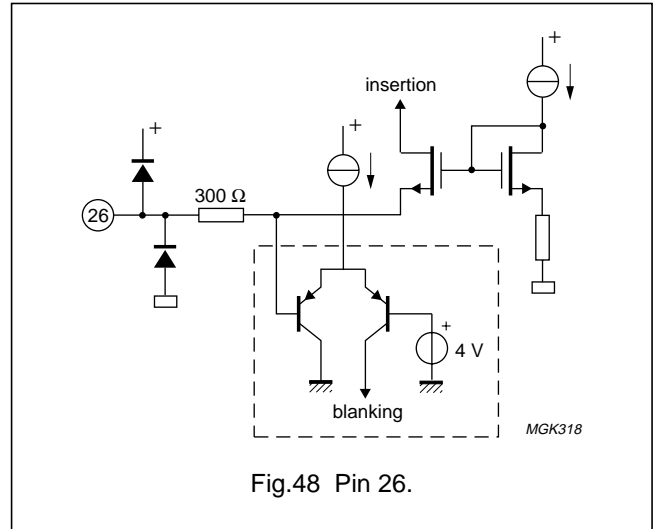 +
insertion
+
+
300 Ω
26
+
4 V
blanking
MGK318
Fig.48 Pin 26.